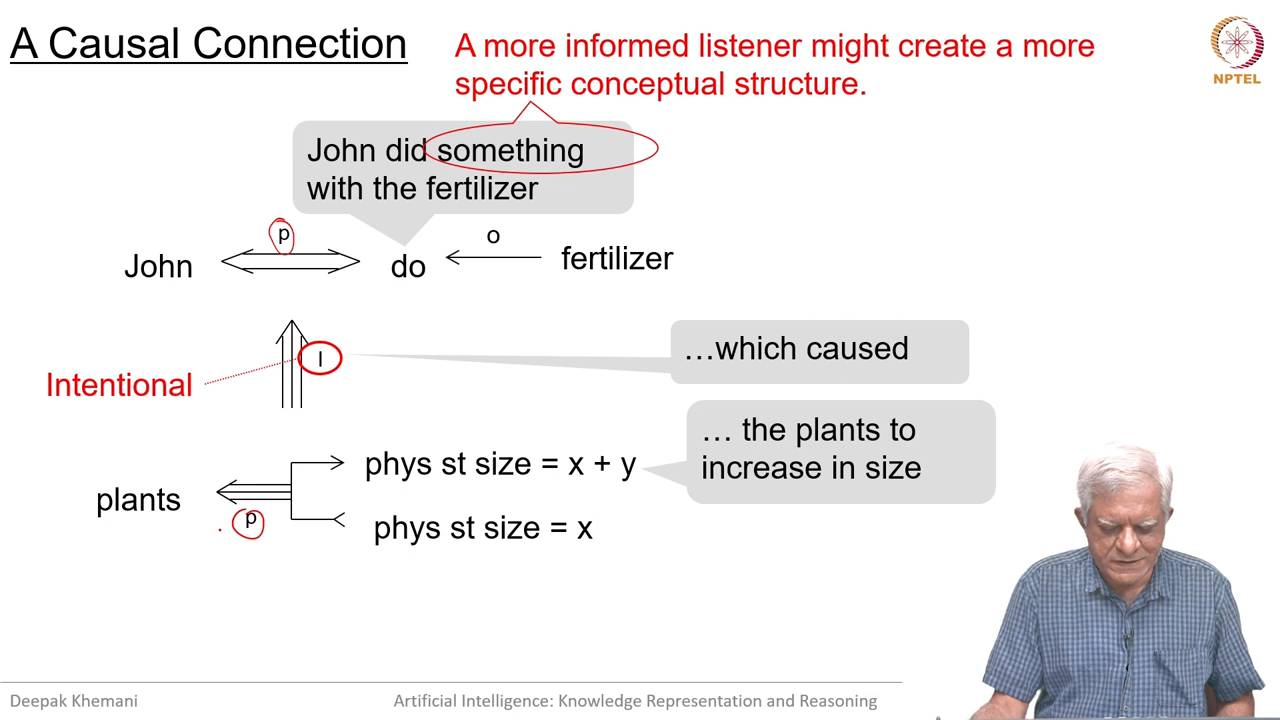 A Causal Connection
A more informed listener might create a more
specific conceptual structure.
NPTEL
John did something
with the fertilizer
p
John
do
o
fertilizer
I
…which caused
Intentional
… the plants to
increase in size
phys st size = x + y
plants
p
phys st size = x
Deepak Khemani
Artificial Intelligence: Knowledge Representation and Reasoning